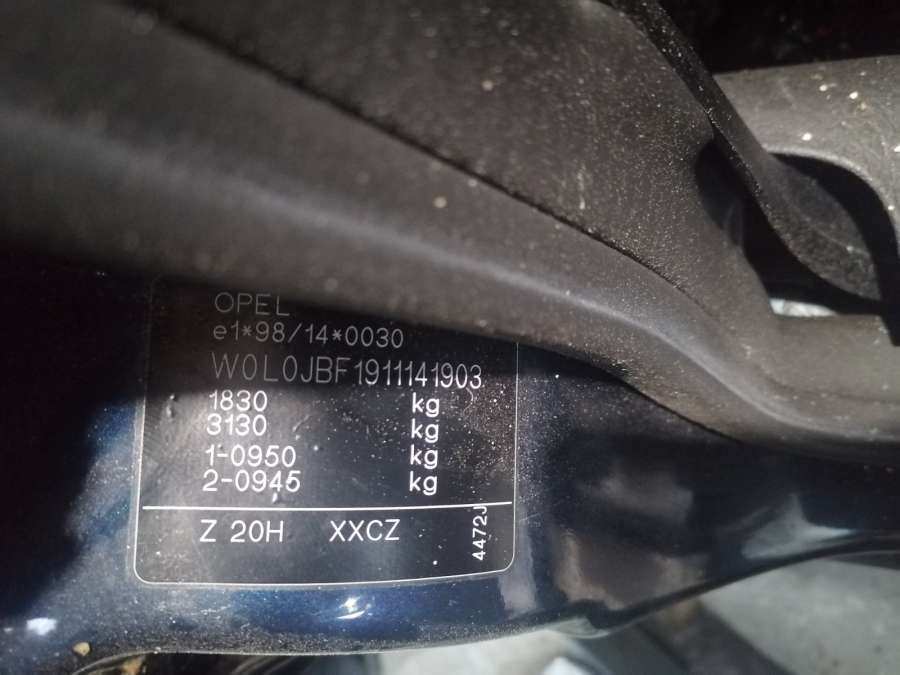 OPEL
e1*98/14*0030
W0L0JBF1911141903
1830 kg
3130 kg
1-0950 kg
2-0945 kg
Z 20H XXCZ
4472J